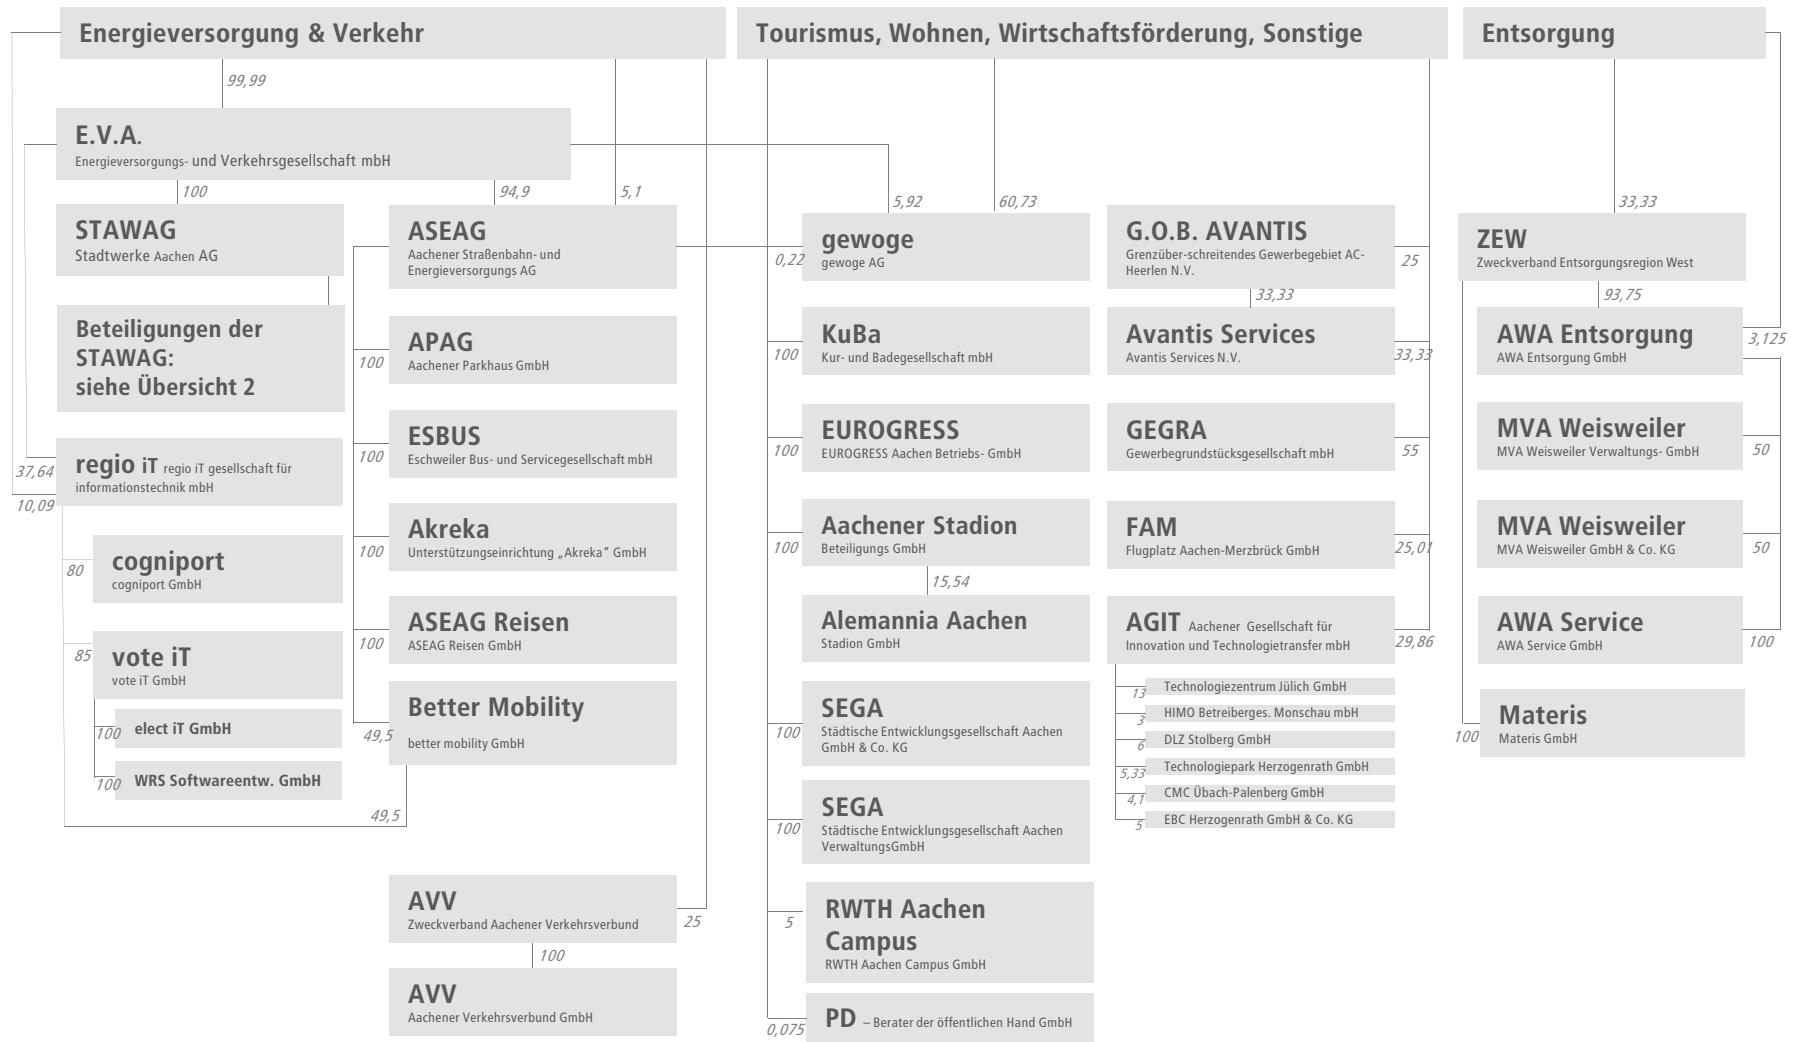 Energieversorgung & Verkehr
99,99
E.V.A.
Energieversorgungs- und Verkehrsgesellschaft mbH
100
94,9
5,1
STAWAG
Stadtwerke Aachen AG
Beteiligungen der
STAWAG:
siehe Übersicht 2
37,64
10,09
regio iT regio iT gesellschaft für
informationstechnik mbH
80
cogniport
cogniport GmbH
85
vote iT
vote iT GmbH
100
elect iT GmbH
100
WRS Softwareentw. GmbH
49,5
ASEAG
Aachener Straßenbahn- und
Energieversorgungs AG
100
APAG
Aachener Parkhaus GmbH
100
ESBUS
Eschweiler Bus- und Servicegesellschaft mbH
100
Akreka
Unterstützungseinrichtung „Akreka“ GmbH
100
ASEAG Reisen
ASEAG Reisen GmbH
49,5
Better Mobility
better mobility GmbH
AVV
Zweckverband Aachener Verkehrsverbund
25
100
AVV
Aachener Verkehrsverbund GmbH
Tourismus, Wohnen, Wirtschaftsförderung, Sonstige
5,92
60,73
0,22
gewoge
gewoge AG
100
KuBa
Kur- und Badegesellschaft mbH
100
EUROGRESS
EUROGRESS Aachen Betriebs- GmbH
100
Aachener Stadion
Beteiligungs GmbH
15,54
Alemannia Aachen
Stadion GmbH
100
SEGA
Städtische Entwicklungsgesellschaft Aachen
GmbH & Co. KG
100
SEGA
Städtische Entwicklungsgesellschaft Aachen
VerwaltungsGmbH
5
RWTH Aachen
Campus
RWTH Aachen Campus GmbH
0,075
PD – Berater der öffentlichen Hand GmbH
G.O.B. AVANTIS
Grenzüber-schreitendes Gewerbegebiet AC-
Heerlen N.V.
25
33,33
Avantis Services
Avantis Services N.V.
33,33
GEGRA
Gewerbegrundstücksgesellschaft mbH
55
FAM
Flugplatz Aachen-Merzbrück GmbH
25,01
AGIT Aachener Gesellschaft für
Innovation und Technologietransfer mbH
29,86
13
Technologiezentrum Jülich GmbH
3
HIMO Betreiberges. Monschau mbH
6
DLZ Stolberg GmbH
5,33
Technologiepark Herzogenrath GmbH
4,1
CMC Übach-Palenberg GmbH
5
EBC Herzogenrath GmbH & Co. KG
Entsorgung
33,33
ZEW
Zweckverband Entsorgungsregion West
93,75
AWA Entsorgung
AWA Entsorgung GmbH
3,125
MVA Weisweiler
MVA Weisweiler Verwaltungs- GmbH
50
MVA Weisweiler
MVA Weisweiler GmbH & Co. KG
50
AWA Service
AWA Service GmbH
100
100
Materis
Materis GmbH